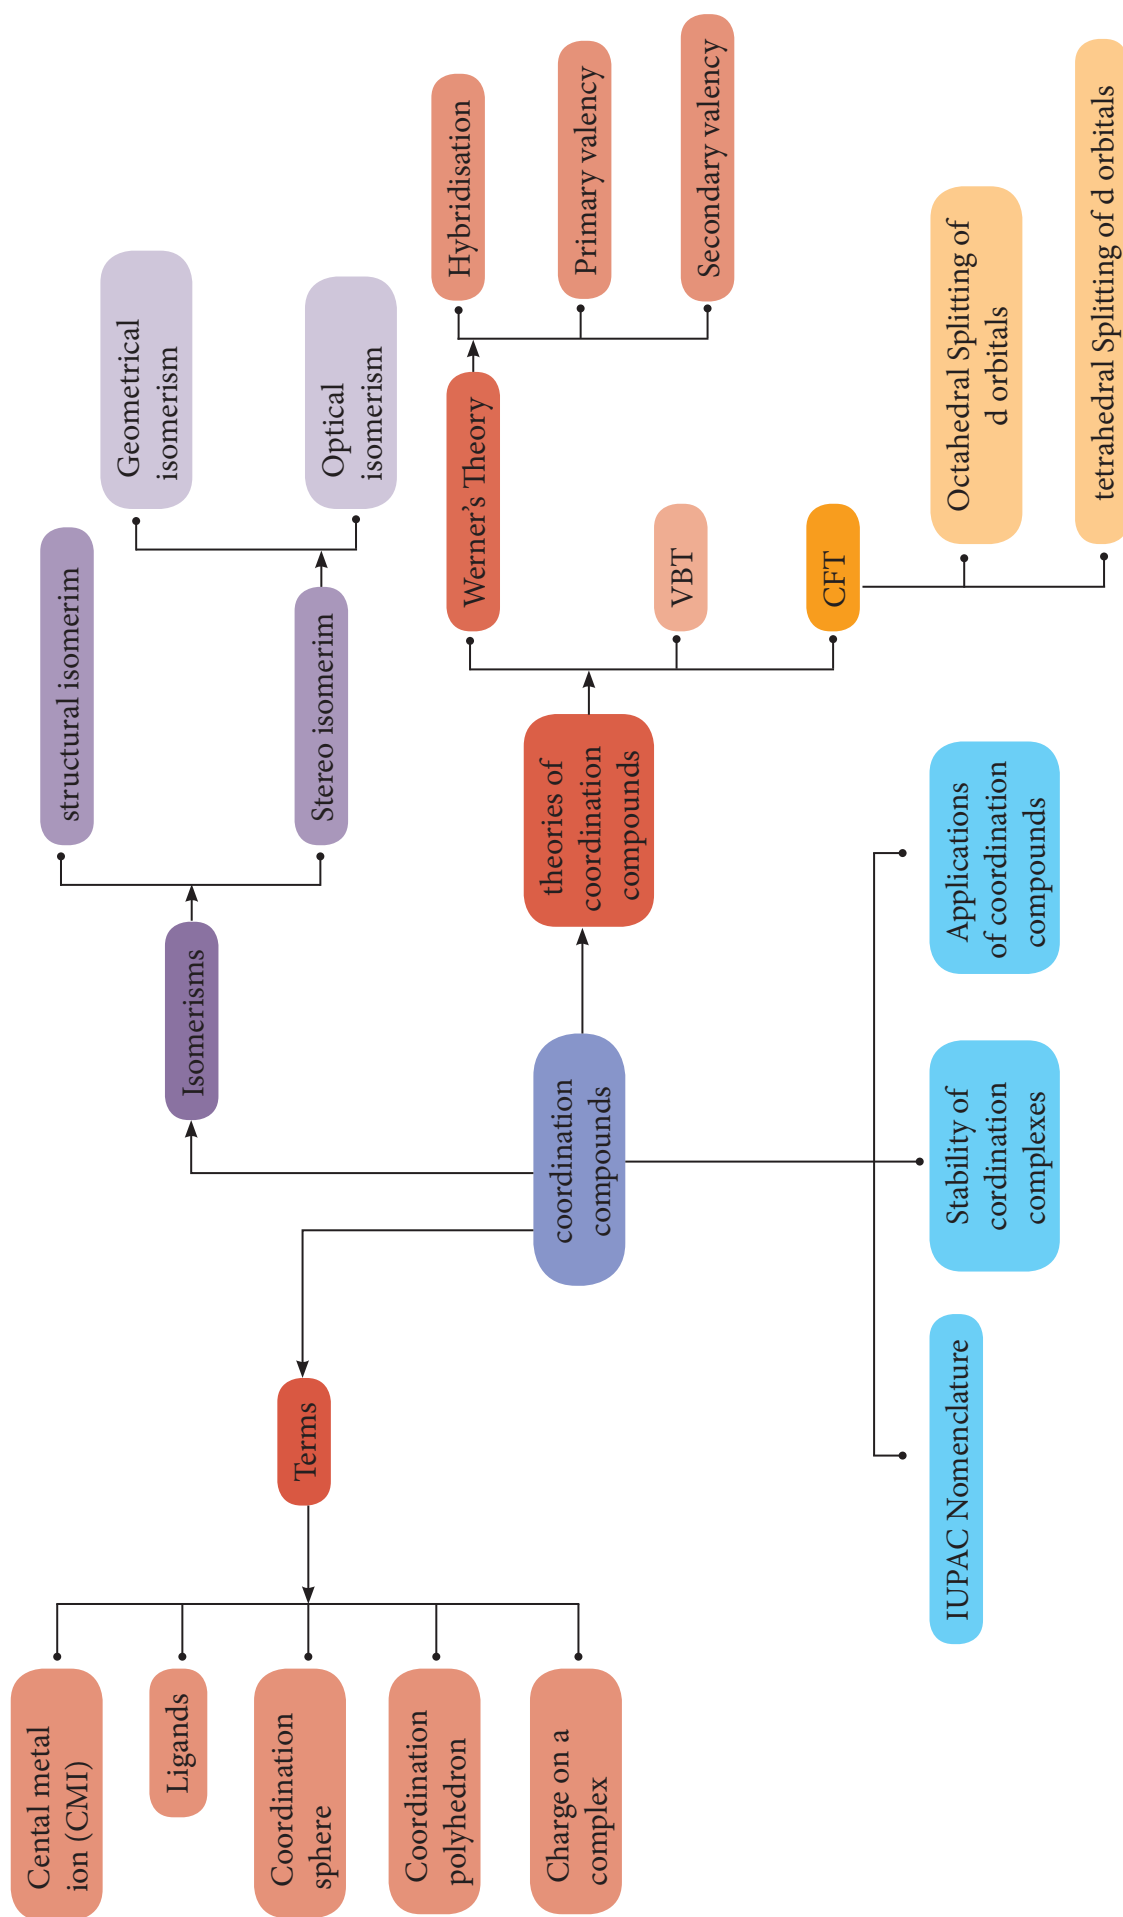 Cental metal
ion (CMI)
Ligands
Coordination
sphere
Coordination
polyhedron
Charge on a
complex
Terms
Isomerisms
structural isomerim
Stereo isomerim
Geometrical
isomerism
Optical
isomerism
coordination
compounds
theories of
coordination
compounds
Werner's Theory
Hybridisation
Primary valency
Secondary valency
VBT
CFT
Octahedral Splitting of
d orbitals
tetrahedral Splitting of d orbitals
IUPAC Nomenclature
Stability of
cordination
complexes
Applications
of coordination
compounds